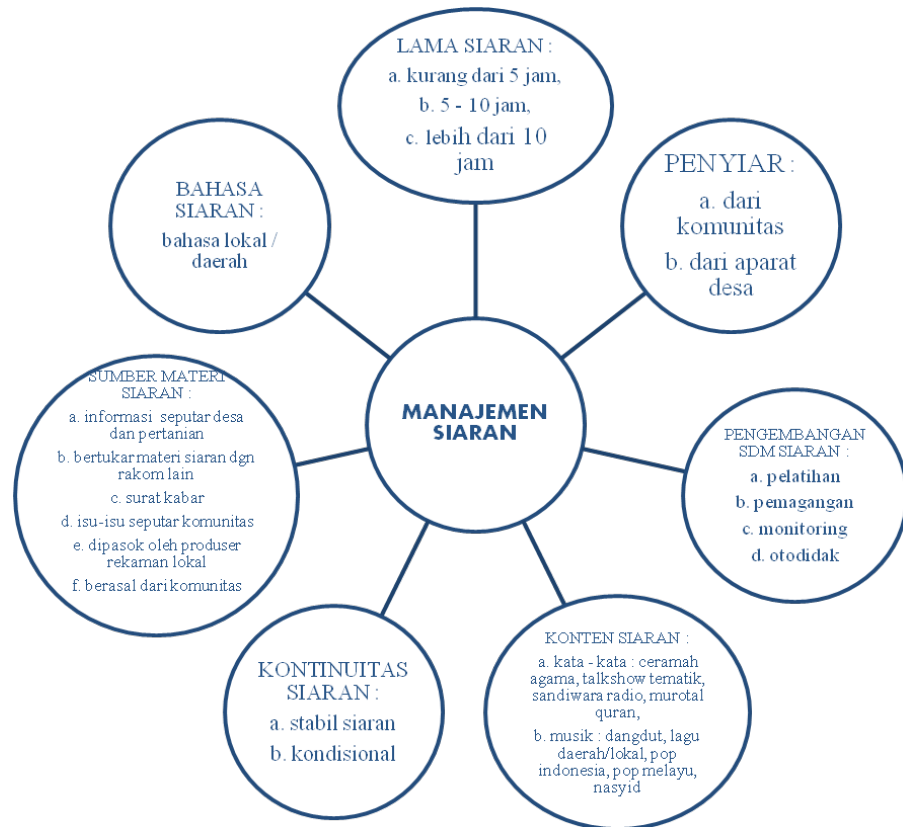 LAMA SIARAN :
a. kurang dari 5 jam,
b. 5 - 10 jam,
c. lebih dari 10
jam
PENYIAR :
a. dari
komunitas
b. dari aparat
desa
BAHASA
SIARAN :
bahasa lokal /
daerah
MANAJEMEN
SIARAN
SUMBER MATERI
SIARAN :
a. informasi seputar desa
dan pertanian
b. bertukar materi siaran dgn
rakom lain
c. surat kabar
d. isu-isu seputar komunitas
e. dipasok oleh produser
rekaman lokal
f. berasal dari komunitas
PENGEMBANGAN
SDM SIARAN :
a. pelatihan
b. pemagangan
c. monitoring
d. otodidak
KONTINUITAS
SIARAN :
a. stabil siaran
b. kondisional
KONTEN SIARAN :
a. kata - kata : ceramah
agama, talkshow tematik,
sandiwara radio, murotal
quran,
b. musik : dangdut, lagu
daerah/lokal, pop
indonesia, pop melayu,
nasyid